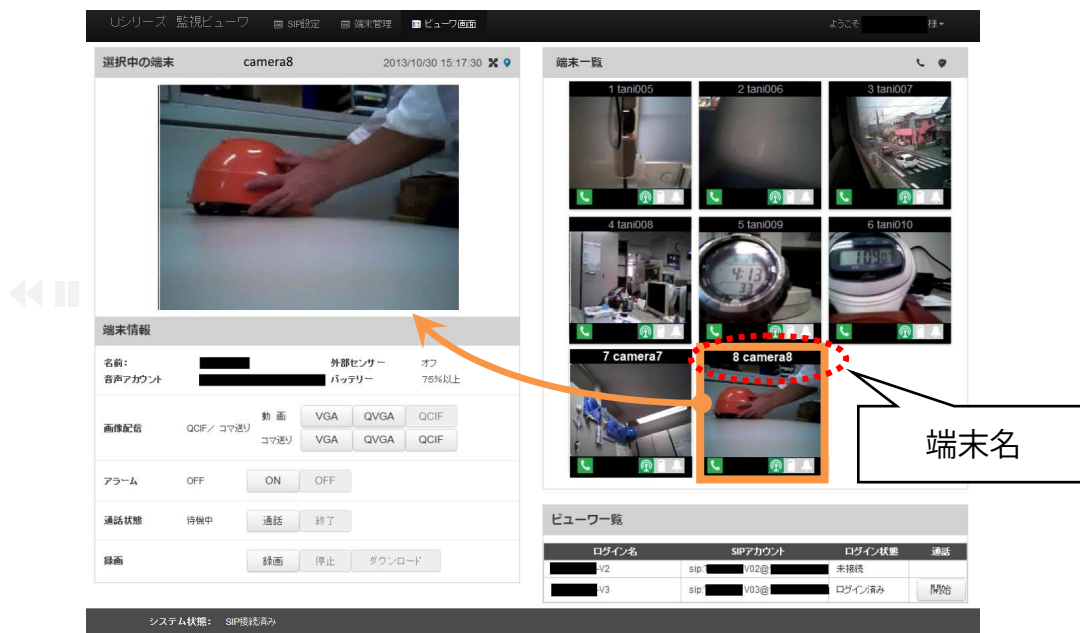 Uシリーズ 監視ビューワ SIP設定 端末管理 ビューワ画面 ようこそ 様
選択中の端末 camera8 2013/10/30 15:17:30
端末情報
名前:
音声アカウント
外部センサー オフ
バッテリー 75%以上
画像配信 QCIF/ コマ送り
動 画 VGA QVGA QCIF
コマ送り VGA QVGA QCIF
アラーム OFF ON OFF
通話状態 待機中 通話 終了
録画 録画 停止 ダウンロード
端末一覧
1 tani005 2 tani006 3 tani007
4 tani008 5 tani009 6 tani010
7 camera7 8 camera8
端末名
ビューワ一覧
ログイン名 SIPアカウント ログイン状態 通話
-V2 sip: V02@ 未接続
-V3 sip: V03@ ログイン済み 開始
システム状態: SIP接続済み